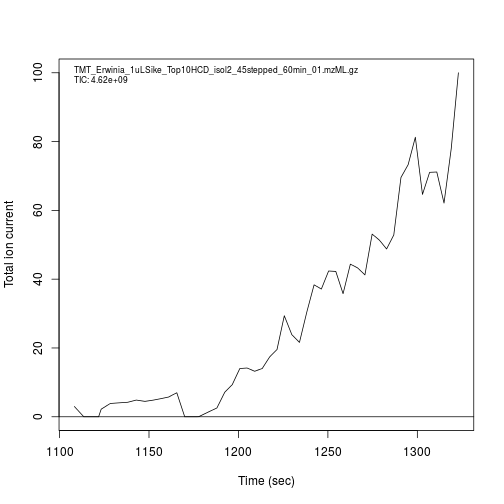 TMT_Erwinia_1uLSike_Top10HCD_isol2_45stepped_60min_01.mzML.gz
TIC: 4.62e+09
Total ion current
100
80
60
40
20
0
1100 1150 1200 1250 1300
Time (sec)